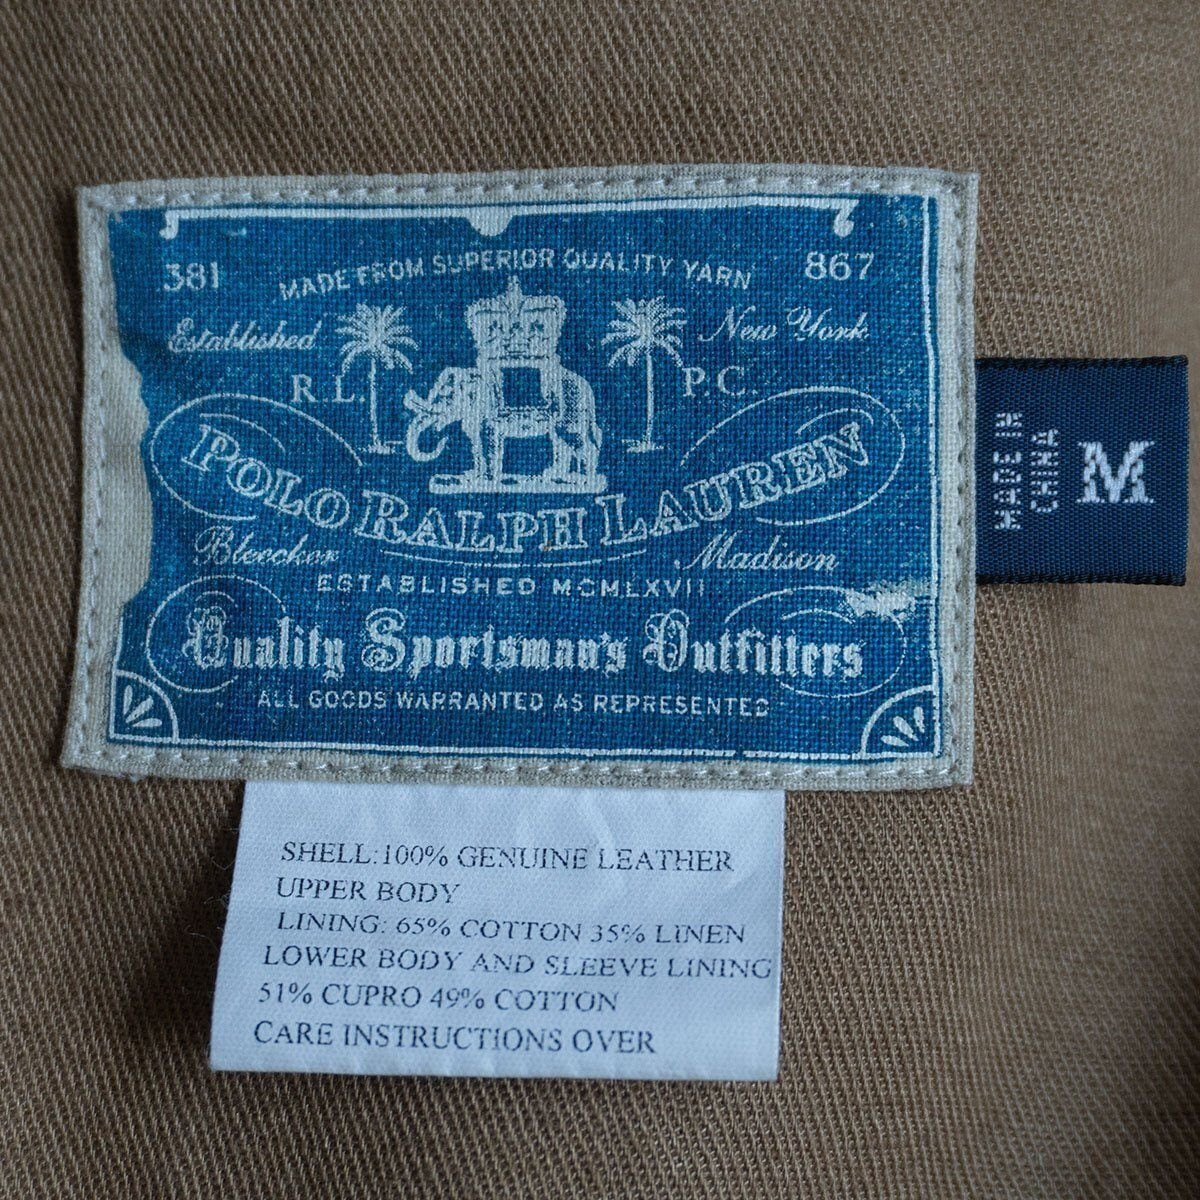 381
867
MADE FROM SUPERIOR QUALITY YARN
Established
New York
R.L.
P.C.
POLO RALPH LAUREN
Bleecker
Madison
ESTABLISHED MCMLXVII
Quality Sportsman's Outfitters
ALL GOODS WARRANTED AS REPRESENTED
MADE IN
CHINA
M
SHELL:100% GENUINE LEATHER
UPPER BODY
LINING: 65% COTTON 35% LINEN
LOWER BODY AND SLEEVE LINING
51% CUPRO 49% COTTON
CARE INSTRUCTIONS OVER